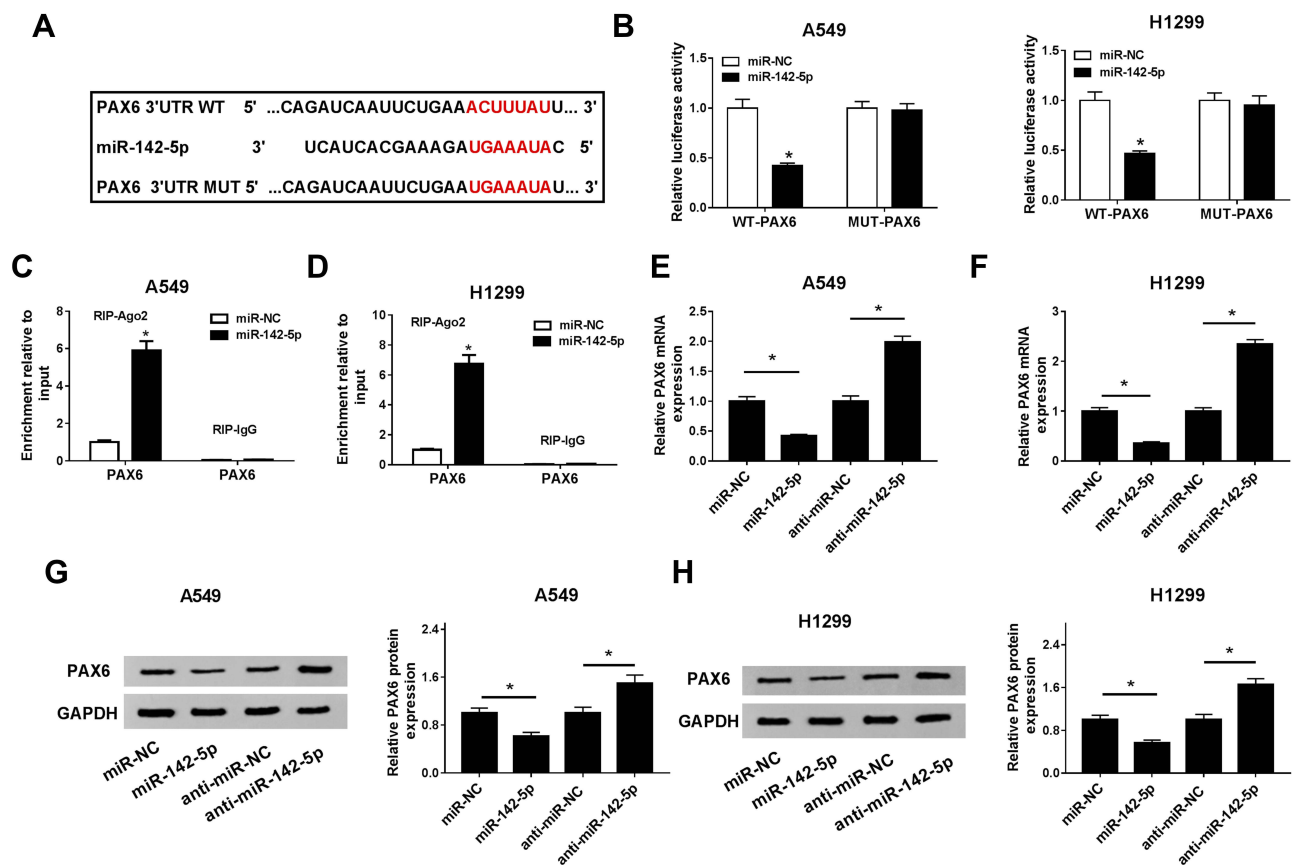 A
PAX6 3'UTR WT 5' ...CAGAUCAAUUCUGAAACUUUAUU... 3'
miR-142-5p 3' UCAUCACGAAAGAUGAAAUAC 5'
PAX6 3'UTR MUT 5' ...CAGAUCAAUUCUGAAUGAAAUAU... 3'
B
A549
Relative luciferase activity
miR-NC
miR-142-5p
1.5
1.0
0.5
0.0
*
WT-PAX6 MUT-PAX6
H1299
Relative luciferase activity
miR-NC
miR-142-5p
1.5
1.0
0.5
0.0
*
WT-PAX6 MUT-PAX6
C
A549
Enrichment relative to
input
8
6
4
2
0
RIP-Ago2
*
RIP-IgG
miR-NC
miR-142-5p
PAX6 PAX6
D
H1299
Enrichment relative to
input
10
8
6
4
2
0
RIP-Ago2
*
RIP-IgG
miR-NC
miR-142-5p
PAX6 PAX6
E
A549
Relative PAX6 mRNA
expression
2.5
2.0
1.5
1.0
0.5
0.0
*
*
miR-NC
miR-142-5p
anti-miR-NC
anti-miR-142-5p
F
H1299
Relative PAX6 mRNA
expression
3
2
1
0
*
*
miR-NC
miR-142-5p
anti-miR-NC
anti-miR-142-5p
G
A549
PAX6
GAPDH
miR-NC
miR-142-5p
anti-miR-NC
anti-miR-142-5p
A549
Relative PAX6 protein
expression
2.4
1.6
0.8
0.0
*
*
miR-NC
miR-142-5p
anti-miR-NC
anti-miR-142-5p
H
H1299
PAX6
GAPDH
miR-NC
miR-142-5p
anti-miR-NC
anti-miR-142-5p
H1299
Relative PAX6 protein
expression
2.4
1.6
0.8
0.0
*
*
miR-NC
miR-142-5p
anti-miR-NC
anti-miR-142-5p